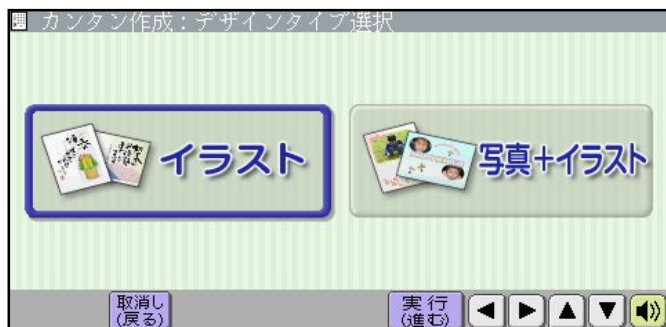 カンタン作成：デザインタイプ選択
イラスト
写真+イラスト
取消し
(戻る)
実行
(進む)